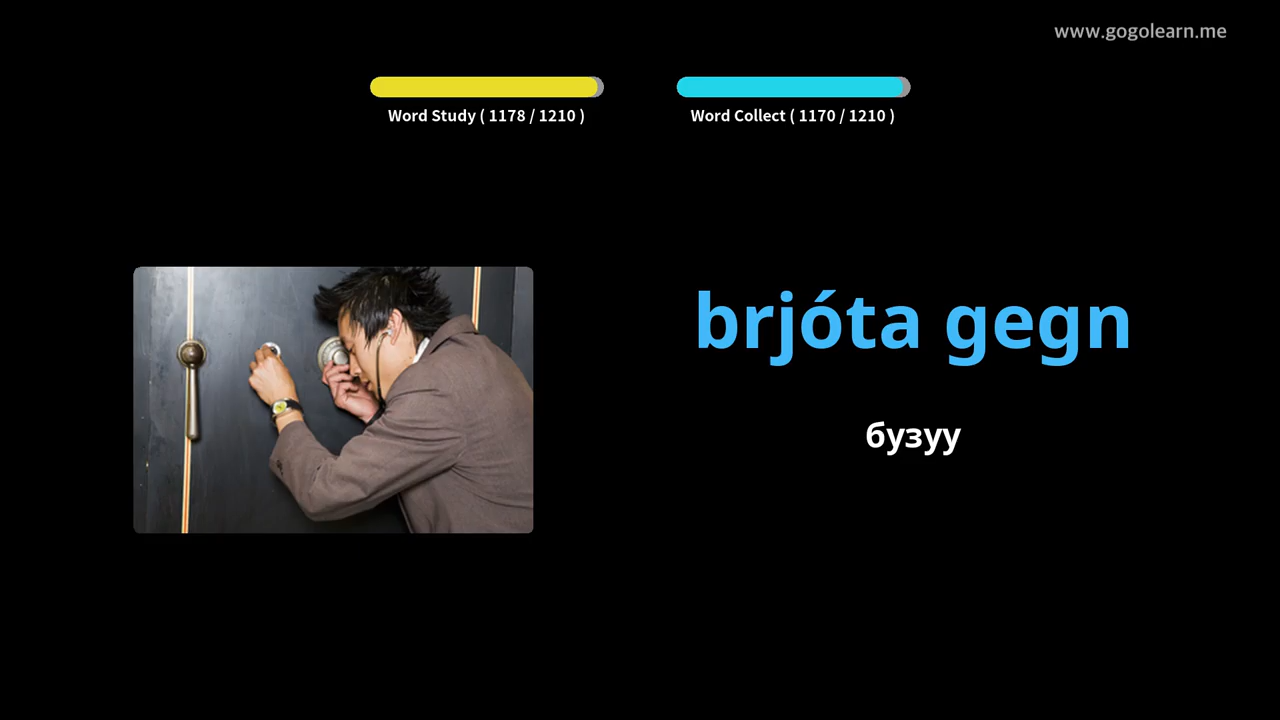 www.gogolearn.me
Word Study ( 1178 / 1210 )
Word Collect ( 1170 / 1210 )
brjóta gegn
бузуу